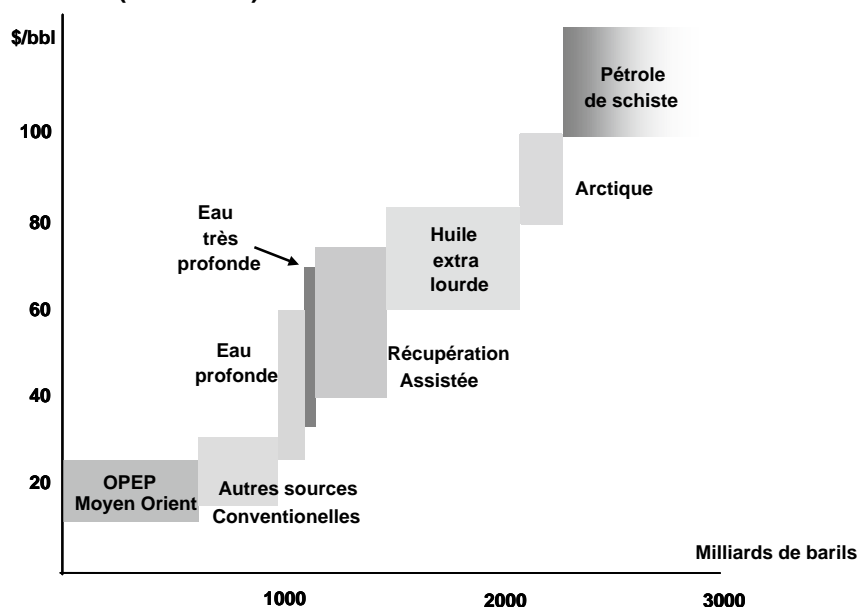 $/bbl
Pétrole
de schiste
100
Arctique
Eau
très
profonde
80
Huile
extra
lourde
60
Eau
profonde
Récupération
Assistée
40
20
OPEP
Moyen Orient
Autres sources
Conventionelles
Milliards de barils
1000
2000
3000